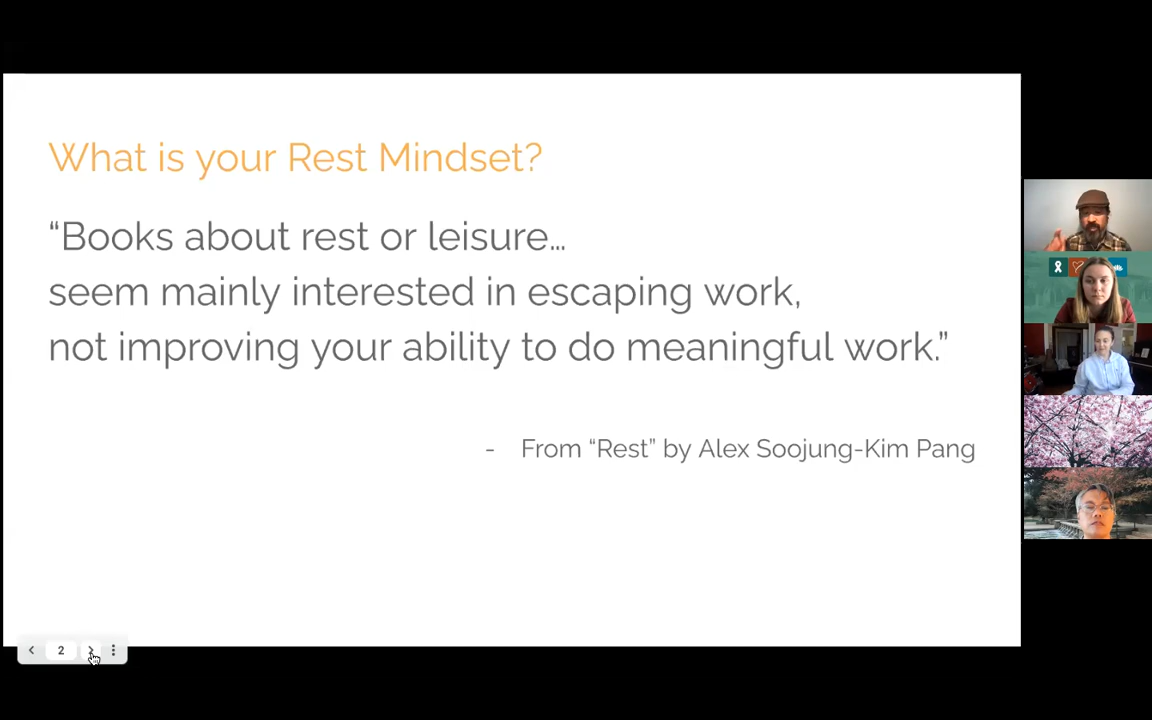 What is your Rest Mindset?
“Books about rest or leisure…
seem mainly interested in escaping work,
not improving your ability to do meaningful work.”
- From “Rest” by Alex Soojung-Kim Pang
2